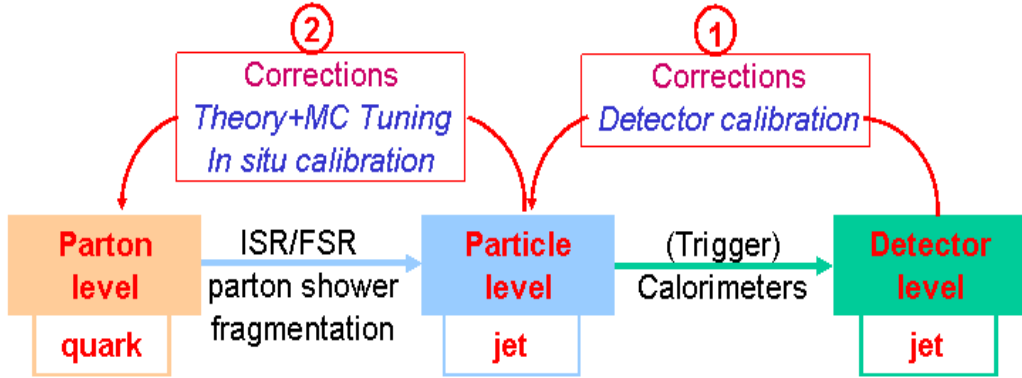 2
Corrections
Theory+MC Tuning
In situ calibration
1
Corrections
Detector calibration
Parton
level
quark
ISR/FSR
parton shower
fragmentation
Particle
level
jet
(Trigger)
Calorimeters
Detector
level
jet